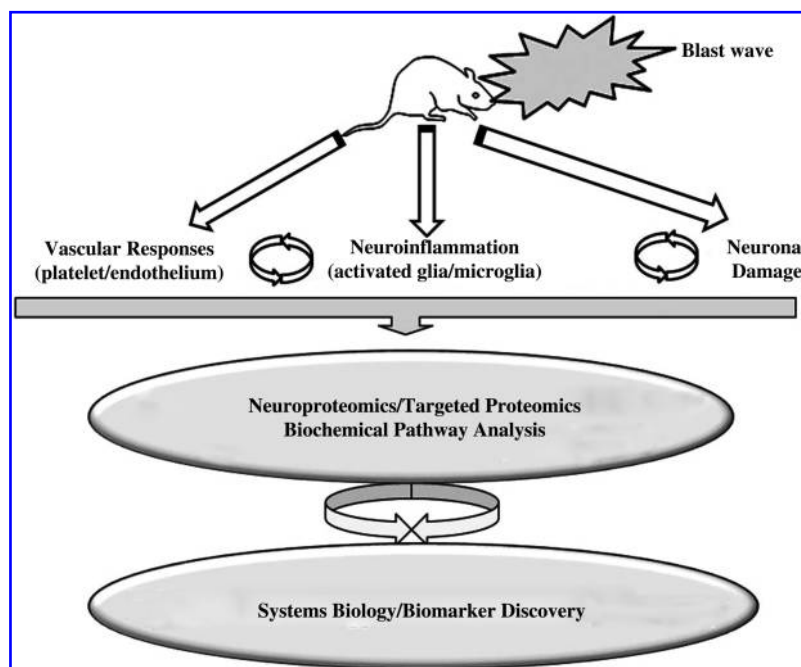 Blast wave
Vascular Responses
(platelet/endothelium)
Neuroinflammation
(activated glia/microglia)
Neurona
Damage
Neuroproteomics/Targeted Proteomics
Biochemical Pathway Analysis
Systems Biology/Biomarker Discovery